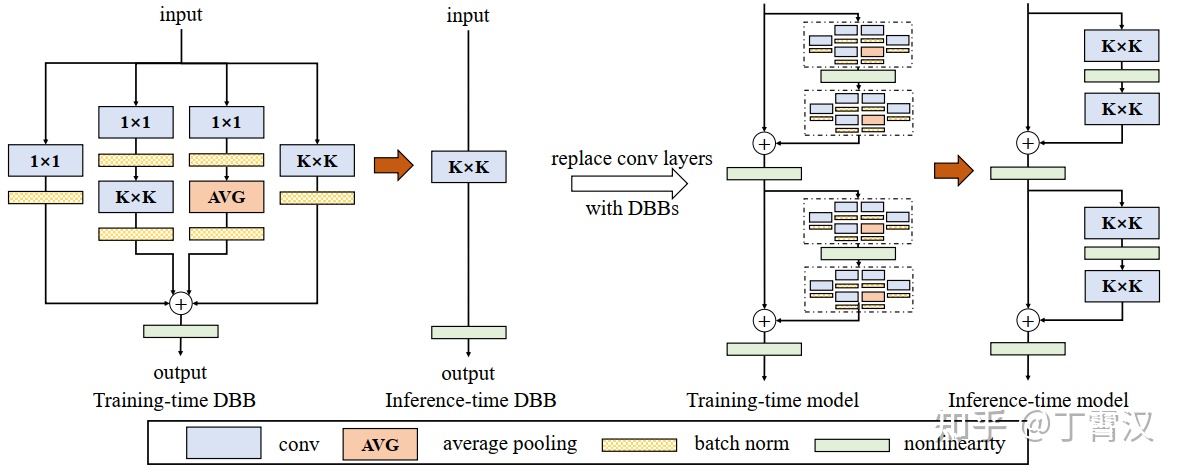 input
input
1×1
1×1
1×1
K×K
K×K
AVG
K×K
replace conv layers
with DBBs
K×K
K×K
K×K
K×K
output
output
Training-time DBB
Inference-time DBB
Training-time model
Inference-time model
conv
AVG
average pooling
batch norm
nonlinearity
知乎 @丁霄汉